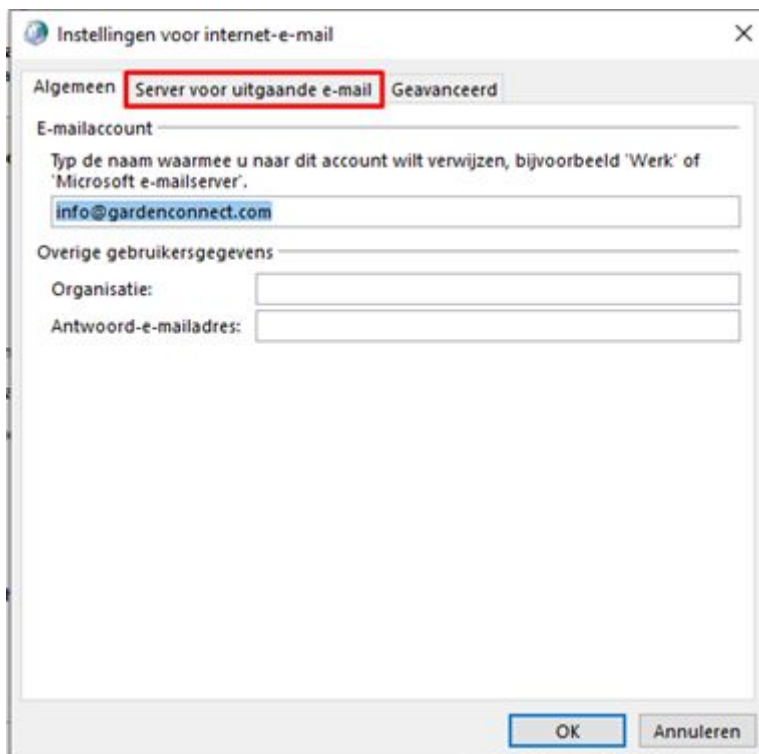 Instellingen voor internet-e-mail
Algemeen Server voor uitgaande e-mail Geavanceerd
E-mailaccount
Typ de naam waarmee u naar dit account wilt verwijzen, bijvoorbeeld 'Werk' of
'Microsoft e-mailserver'.
info@gardenconnect.com
Overige gebruikersgegevens
Organisatie:
Antwoord-e-mailadres:
OK Annuleren